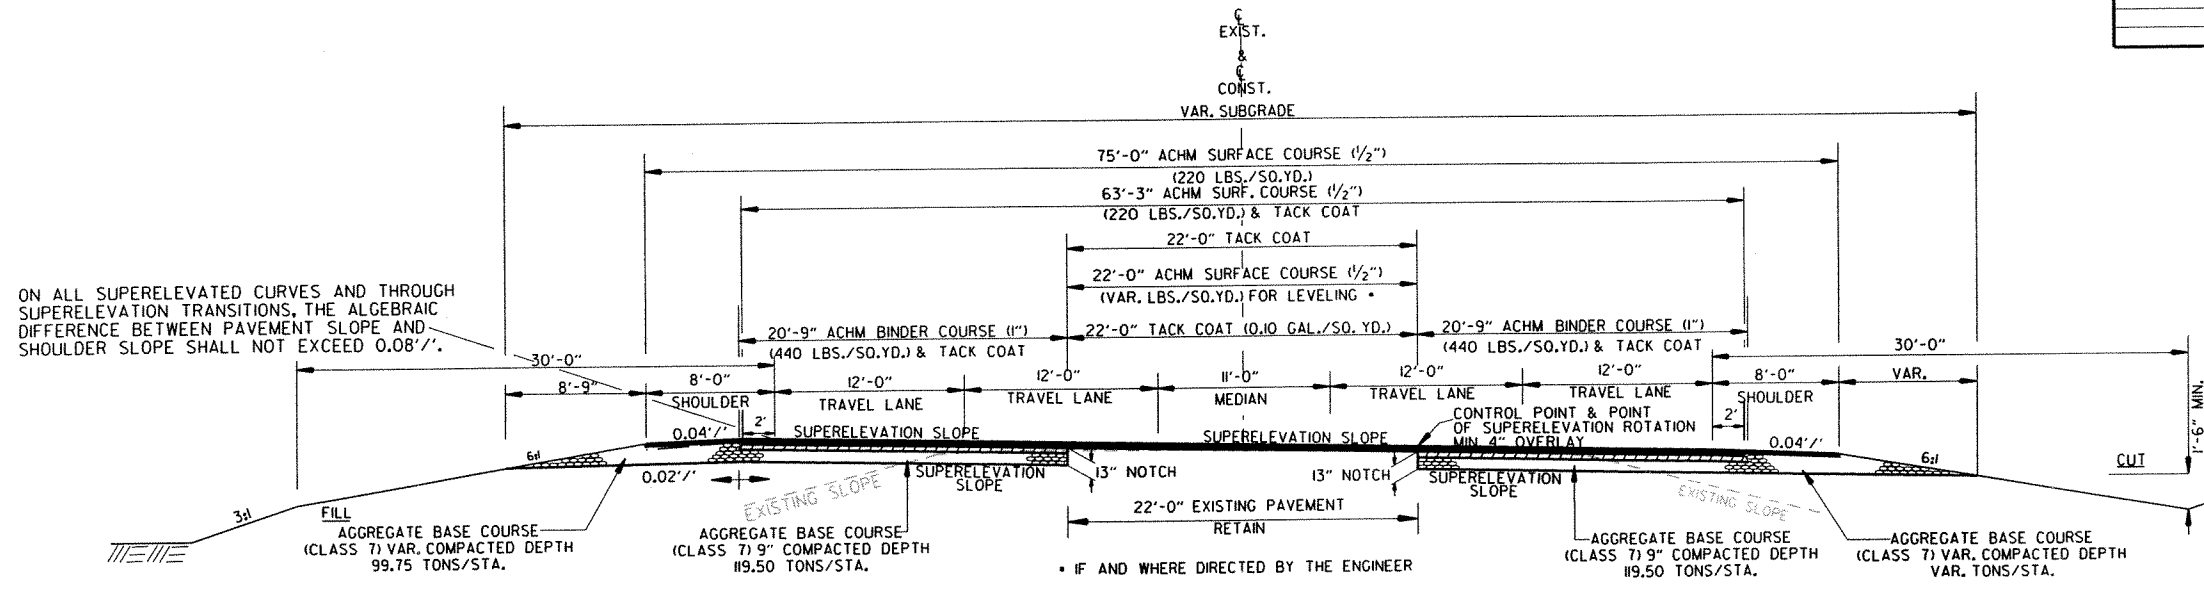 ℄
EXIST.
&
℄
CONST.
VAR. SUBGRADE
75'-0" ACHM SURFACE COURSE (1/2")
(220 LBS./SQ.YD.)
63'-3" ACHM SURF. COURSE (1/2")
(220 LBS./SQ.YD.) & TACK COAT
22'-0" TACK COAT
22'-0" ACHM SURFACE COURSE (1/2")
(VAR. LBS./SQ.YD.) FOR LEVELING •
ON ALL SUPERELEVATED CURVES AND THROUGH
SUPERELEVATION TRANSITIONS, THE ALGEBRAIC
DIFFERENCE BETWEEN PAVEMENT SLOPE AND
SHOULDER SLOPE SHALL NOT EXCEED 0.08'/'.
20'-9" ACHM BINDER COURSE (1")
(440 LBS./SQ.YD.) & TACK COAT
22'-0" TACK COAT (0.10 GAL./SQ. YD.)
20'-9" ACHM BINDER COURSE (1")
(440 LBS./SQ.YD.) & TACK COAT
30'-0"
30'-0"
8'-9"
8'-0"
SHOULDER
12'-0"
TRAVEL LANE
12'-0"
TRAVEL LANE
11'-0"
MEDIAN
12'-0"
TRAVEL LANE
12'-0"
TRAVEL LANE
8'-0"
SHOULDER
VAR.
2'
2'
0.04'/'
SUPERELEVATION SLOPE
SUPERELEVATION SLOPE
CONTROL POINT & POINT
OF SUPERELEVATION ROTATION
MIN. 4" OVERLAY
0.04'/'
1'-6" MIN.
6:1
6:1
CUT
0.02'/'
SUPERELEVATION
SLOPE
13" NOTCH
13" NOTCH
SUPERELEVATION
SLOPE
EXISTING SLOPE
EXISTING SLOPE
3:1
FILL
22'-0" EXISTING PAVEMENT
RETAIN
AGGREGATE BASE COURSE
(CLASS 7) VAR. COMPACTED DEPTH
99.75 TONS/STA.
AGGREGATE BASE COURSE
(CLASS 7) 9" COMPACTED DEPTH
119.50 TONS/STA.
• IF AND WHERE DIRECTED BY THE ENGINEER
AGGREGATE BASE COURSE
(CLASS 7) 9" COMPACTED DEPTH
119.50 TONS/STA.
AGGREGATE BASE COURSE
(CLASS 7) VAR. COMPACTED DEPTH
VAR. TONS/STA.